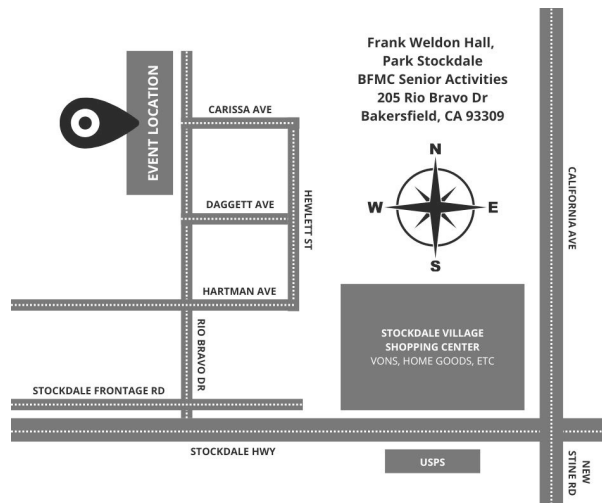 Frank Weldon Hall,
Park Stockdale
BFMC Senior Activities
205 Rio Bravo Dr
Bakersfield, CA 93309
EVENT LOCATION
CARISSA AVE
N
W
E
S
DAGGETT AVE
HEWLETT ST
CALIFORNIA AVE
HARTMAN AVE
RIO BRAVO DR
STOCKDALE VILLAGE
SHOPPING CENTER
VONS, HOME GOODS, ETC
STOCKDALE FRONTAGE RD
STOCKDALE HWY
USPS
NEW
STINE RD